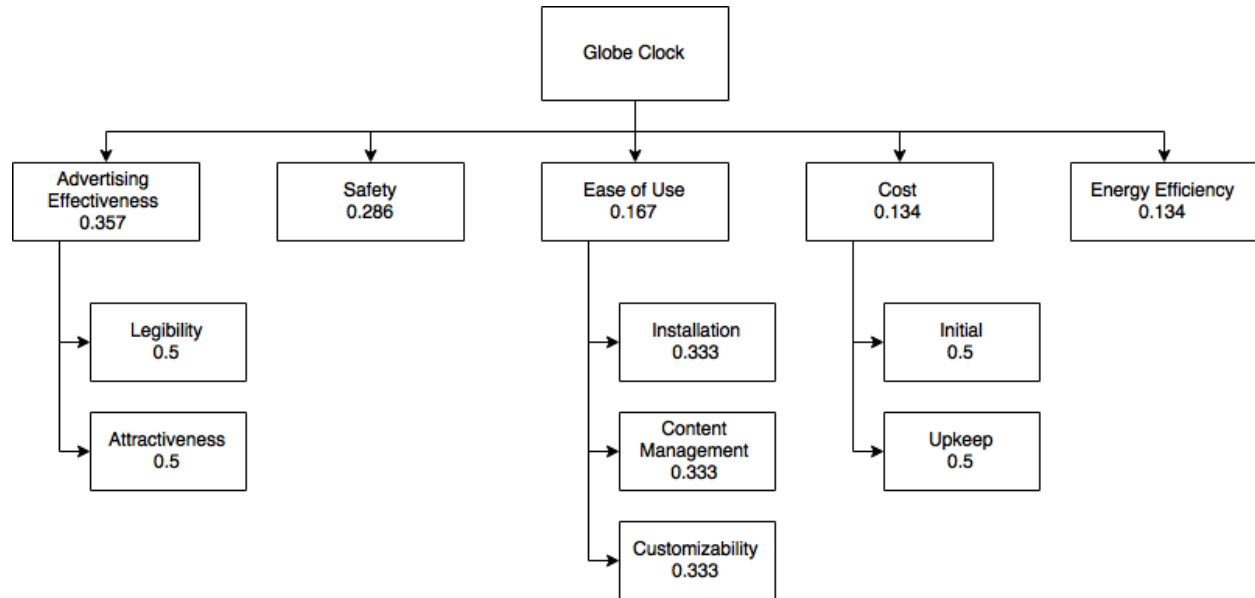 Globe Clock
Advertising
Effectiveness
0.357
Safety
0.286
Ease of Use
0.167
Cost
0.134
Energy Efficiency
0.134
Legibility
0.5
Attractiveness
0.5
Installation
0.333
Content
Management
0.333
Customizability
0.333
Initial
0.5
Upkeep
0.5